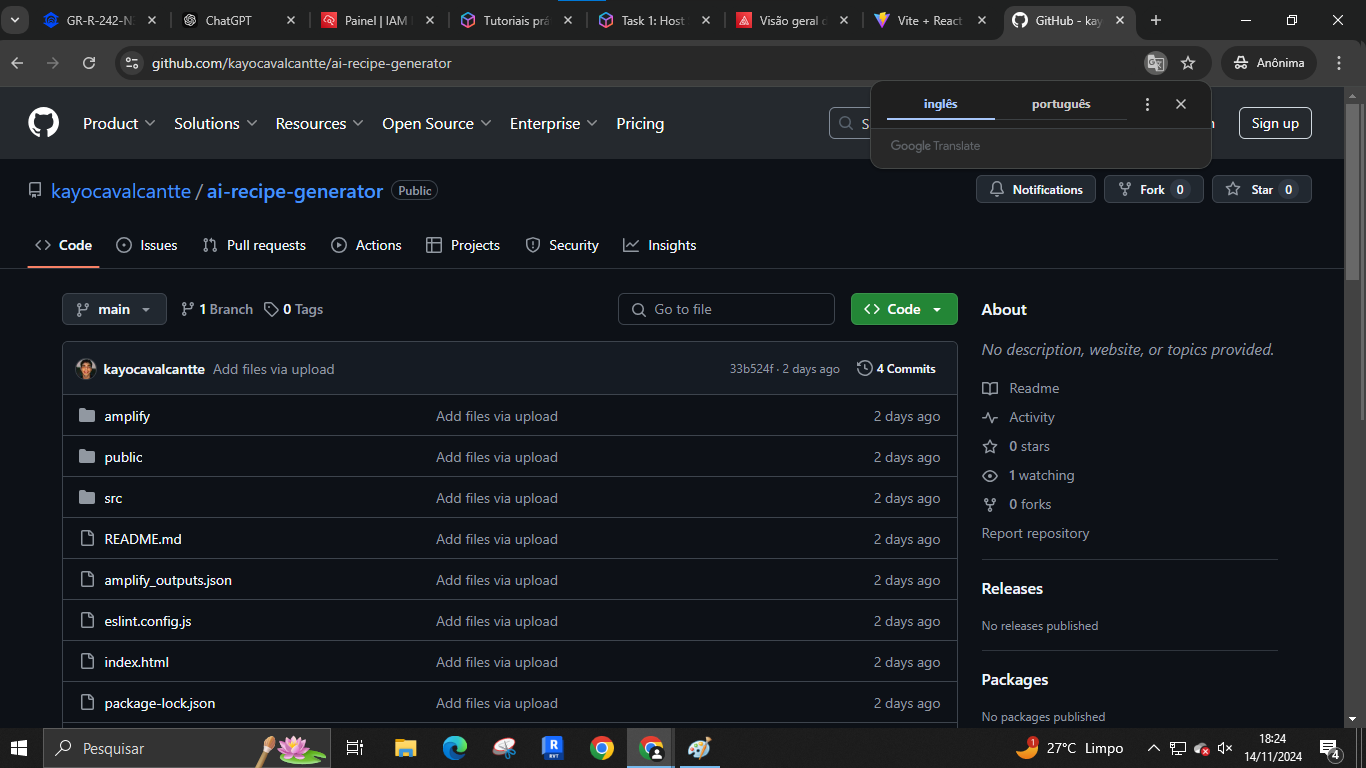 GR-R-242-N
ChatGPT
Painel | IAM
Tutoriais prá
Task 1: Host
Visão geral d
Vite + React
GitHub - kay
github.com/kayocavalcantte/ai-recipe-generator
Anônima
inglês português
Google Translate
Product Solutions Resources Open Source Enterprise Pricing
Sign up
kayocavalcantte / ai-recipe-generator Public
Notifications Fork 0 Star 0
Code Issues Pull requests Actions Projects Security Insights
main 1 Branch 0 Tags Go to file Code
kayocavalcantte Add files via upload 33b524f · 2 days ago 4 Commits
amplify Add files via upload 2 days ago
public Add files via upload 2 days ago
src Add files via upload 2 days ago
README.md Add files via upload 2 days ago
amplify_outputs.json Add files via upload 2 days ago
eslint.config.js Add files via upload 2 days ago
index.html Add files via upload 2 days ago
package-lock.json Add files via upload 2 days ago
About
No description, website, or topics provided.
Readme
Activity
0 stars
1 watching
0 forks
Report repository
Releases
No releases published
Packages
No packages published
Pesquisar
R
RVT
1
27°C Limpo
18:24
14/11/2024
4